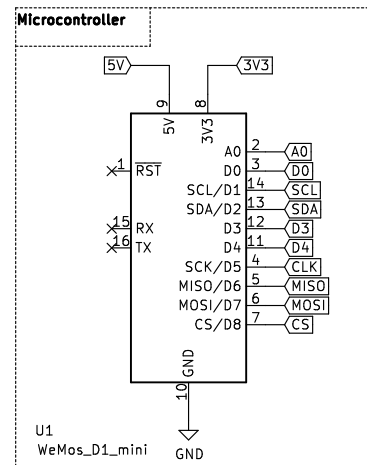 Microcontroller
5V 3V3
9 8
5V 3V3
A0 2 A0
1 RST D0 3 D0
SCL/D1 14 SCL
SDA/D2 13 SDA
15 RX D3 12 D3
16 TX D4 11 D4
SCK/D5 4 CLK
MISO/D6 5 MISO
MOSI/D7 6 MOSI
CS/D8 7 CS
GND
10
U1
WeMos_D1_mini
GND